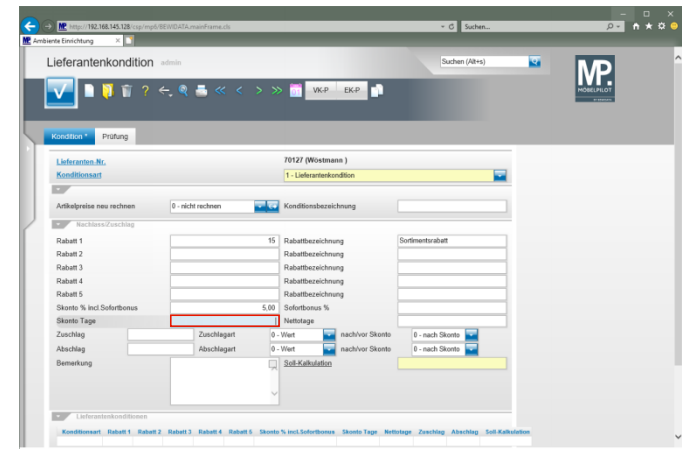 http://192.168.145.128/csp/mp8/BEWIDATA.mainFrame.cls
Suchen...
Ambiente Einrichtung
Lieferantenkondition admin
Suchen (Alt+s)
MP.
MÖBELPILOT
VK-P EK-P
Kondition * Prüfung
Lieferanten-Nr. 70127 (Wöstmann )
Konditionsart 1 - Lieferantenkondition
Artikelpreise neu rechnen 0 - nicht rechnen Konditionsbezeichnung
Nachlass/Zuschlag
Rabatt 1 15 Rabattbezeichnung Sortimentsrabatt
Rabatt 2 Rabattbezeichnung
Rabatt 3 Rabattbezeichnung
Rabatt 4 Rabattbezeichnung
Rabatt 5 Rabattbezeichnung
Skonto % incl.Sofortbonus 5,00 Sofortbonus %
Skonto Tage Nettotage
Zuschlag Zuschlagart 0 - Wert nach/vor Skonto 0 - nach Skonto
Abschlag Abschlagart 0 - Wert nach/vor Skonto 0 - nach Skonto
Bemerkung Soll-Kalkulation
Lieferantenkonditionen
Konditionsart Rabatt 1 Rabatt 2 Rabatt 3 Rabatt 4 Rabatt 5 Skonto % incl.Sofortbonus Skonto Tage Nettotage Zuschlag Abschlag Soll-Kalkulation